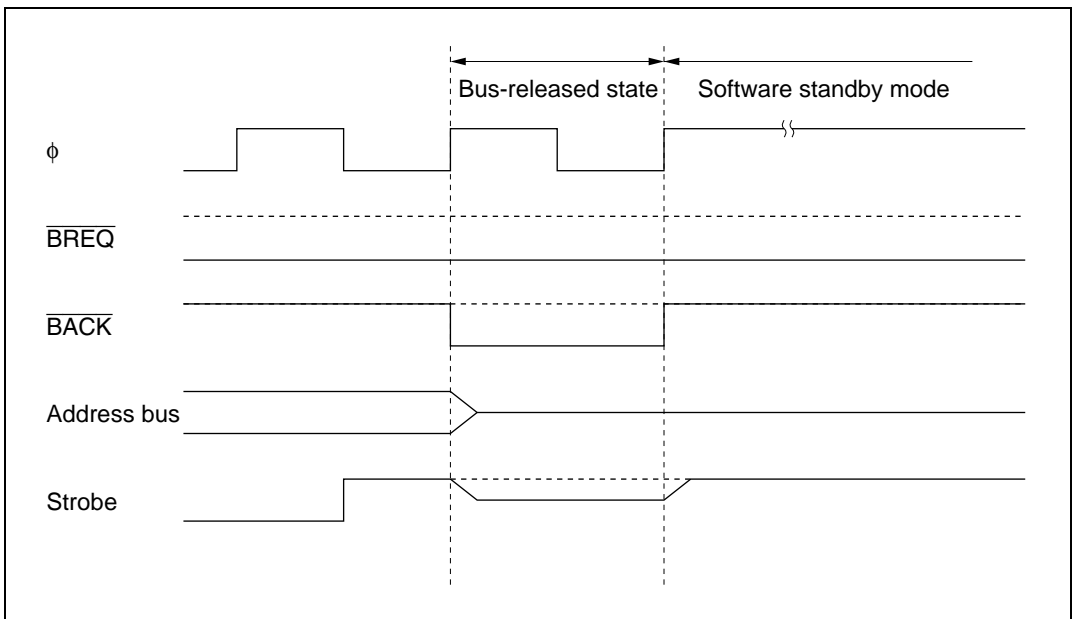 Bus-released state
Software standby mode
ϕ
BREQ
BACK
Address bus
Strobe